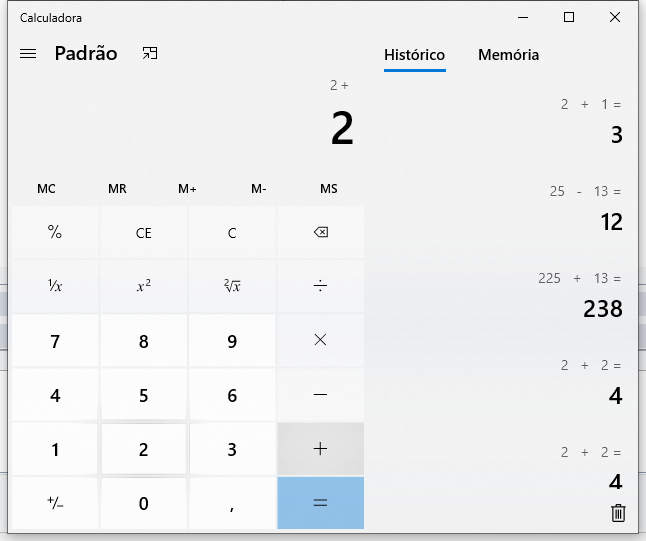 Calculadora
Padrão
2 +
2
MC MR M+ M- MS
% CE C
¹/x x² ²√x ÷
7 8 9 ×
4 5 6 −
1 2 3 +
+/− 0 , =
Histórico Memória
2 + 1 =
3
25 - 13 =
12
225 + 13 =
238
2 + 2 =
4
2 + 2 =
4